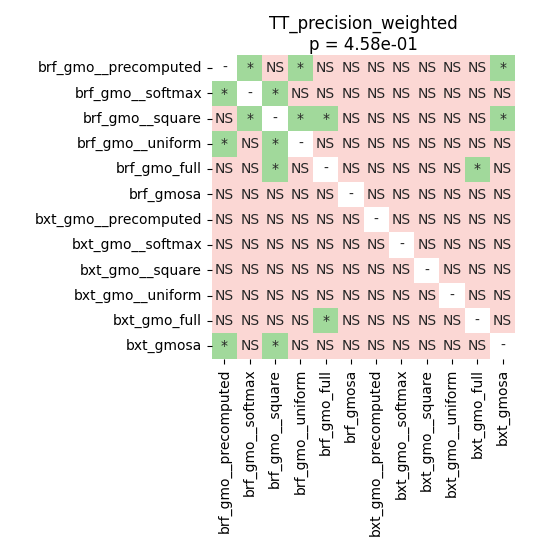 TT_precision_weighted
p = 4.58e-01
brf_gmo__precomputed - * NS * NS NS NS NS NS NS NS *
brf_gmo__softmax * - * NS NS NS NS NS NS NS NS NS
brf_gmo__square NS * - * * NS NS NS NS NS NS *
brf_gmo__uniform * NS * - NS NS NS NS NS NS NS NS
brf_gmo_full NS NS * NS - NS NS NS NS NS * NS
brf_gmosa NS NS NS NS NS - NS NS NS NS NS NS
bxt_gmo__precomputed NS NS NS NS NS NS - NS NS NS NS NS
bxt_gmo__softmax NS NS NS NS NS NS NS - NS NS NS NS
bxt_gmo__square NS NS NS NS NS NS NS NS - NS NS NS
bxt_gmo__uniform NS NS NS NS NS NS NS NS NS - NS NS
bxt_gmo_full NS NS NS NS * NS NS NS NS NS - NS
bxt_gmosa * NS * NS NS NS NS NS NS NS NS -
brf_gmo__precomputed
brf_gmo__softmax
brf_gmo__square
brf_gmo__uniform
brf_gmo_full
brf_gmosa
bxt_gmo__precomputed
bxt_gmo__softmax
bxt_gmo__square
bxt_gmo__uniform
bxt_gmo_full
bxt_gmosa